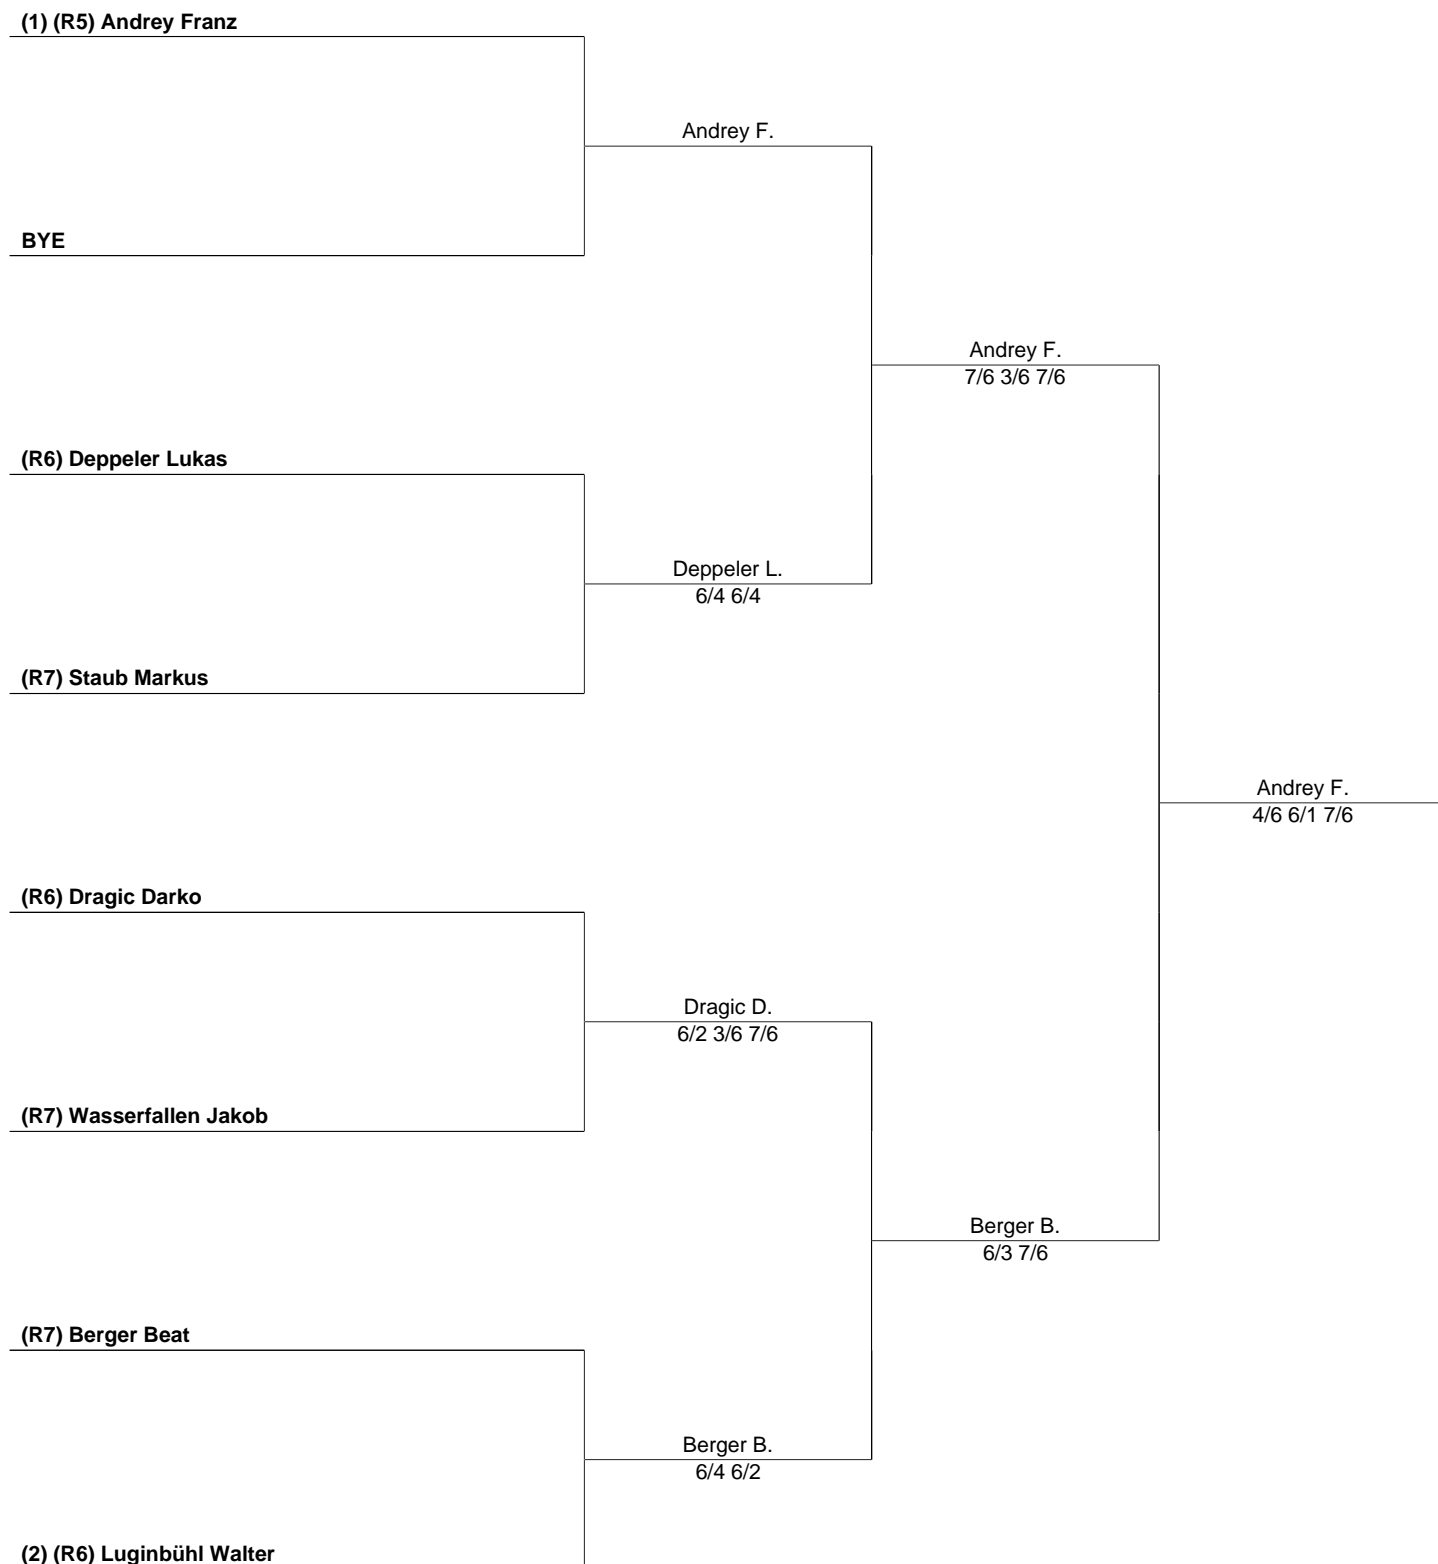 (1) (R5) Andrey Franz
Andrey F.
BYE
Andrey F.
7/6 3/6 7/6
(R6) Deppeler Lukas
Deppeler L.
6/4 6/4
(R7) Staub Markus
Andrey F.
4/6 6/1 7/6
(R6) Dragic Darko
Dragic D.
6/2 3/6 7/6
(R7) Wasserfallen Jakob
Berger B.
6/3 7/6
(R7) Berger Beat
Berger B.
6/4 6/2
(2) (R6) Luginbühl Walter